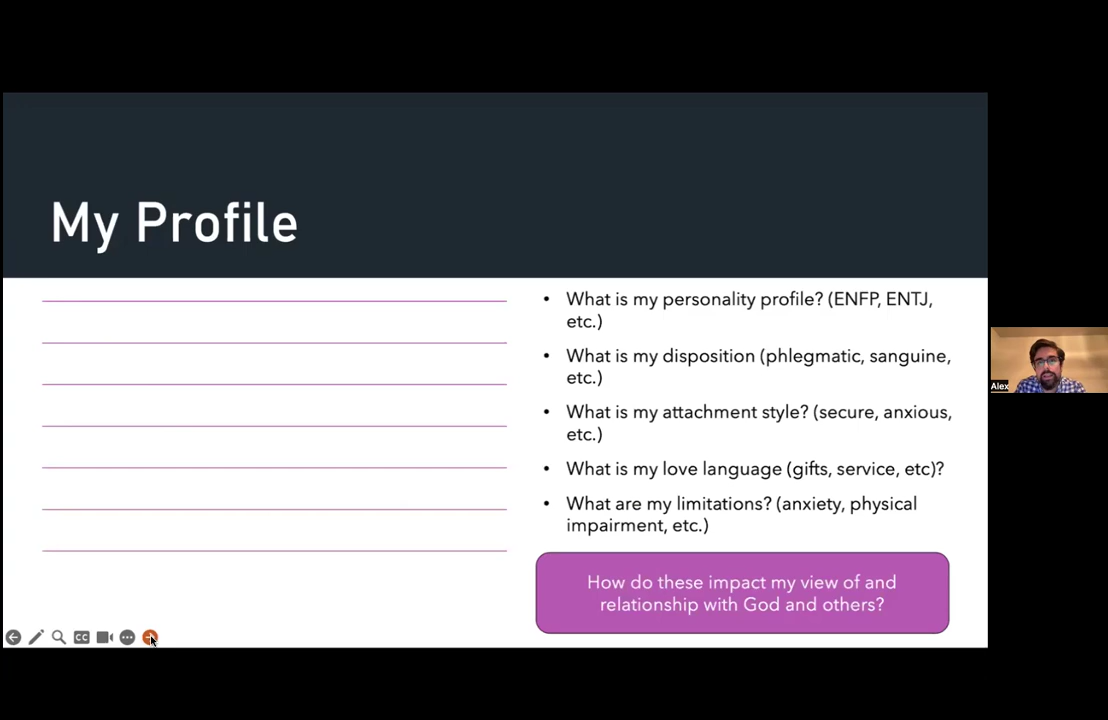 My Profile
• What is my personality profile? (ENFP, ENTJ,
etc.)
• What is my disposition (phlegmatic, sanguine,
etc.)
• What is my attachment style? (secure, anxious,
etc.)
• What is my love language (gifts, service, etc)?
• What are my limitations? (anxiety, physical
impairment, etc.)
How do these impact my view of and
relationship with God and others?
CC
Alex